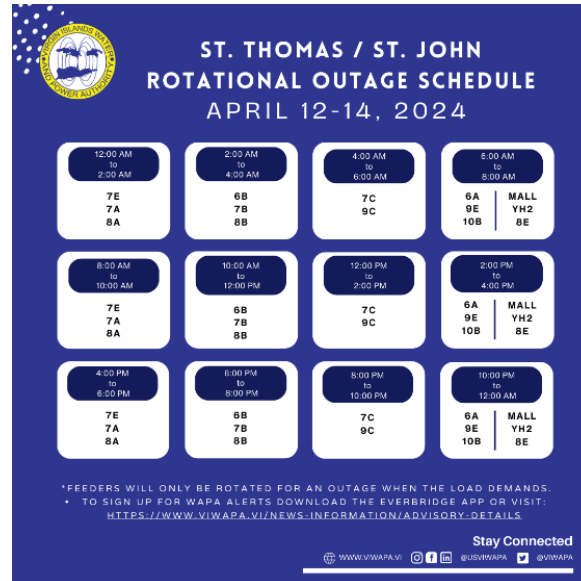 VIRGIN ISLANDS WATER
AND POWER AUTHORITY
ST. THOMAS / ST. JOHN
ROTATIONAL OUTAGE SCHEDULE
APRIL 12-14, 2024
12:00 AM
to
2:00 AM
7E
7A
8A
2:00 AM
to
4:00 AM
6B
7B
8B
4:00 AM
to
6:00 AM
7C
9C
6:00 AM
to
8:00 AM
6A MALL
9E YH2
10B 8E
8:00 AM
to
10:00 AM
7E
7A
8A
10:00 AM
to
12:00 PM
6B
7B
8B
12:00 PM
to
2:00 PM
7C
9C
2:00 PM
to
4:00 PM
6A MALL
9E YH2
10B 8E
4:00 PM
to
6:00 PM
7E
7A
8A
6:00 PM
to
8:00 PM
6B
7B
8B
8:00 PM
to
10:00 PM
7C
9C
10:00 PM
to
12:00 AM
6A MALL
9E YH2
10B 8E
*FEEDERS WILL ONLY BE ROTATED FOR AN OUTAGE WHEN THE LOAD DEMANDS.
• TO SIGN UP FOR WAPA ALERTS DOWNLOAD THE EVERBRIDGE APP OR VISIT:
HTTPS://WWW.VIWAPA.VI/NEWS-INFORMATION/ADVISORY-DETAILS
Stay Connected
WWW.VIWAPA.VI @USVIWAPA @VIWAPA